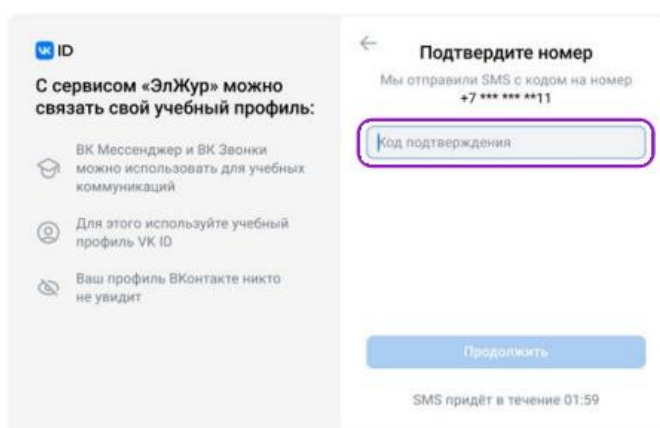 VK ID
С сервисом «ЭлЖур» можно
связать свой учебный профиль:
ВК Мессенджер и ВК Звонки
можно использовать для учебных
коммуникаций
Для этого используйте учебный
профиль VK ID
Ваш профиль ВКонтакте никто
не увидит
Подтвердите номер
Мы отправили SMS с кодом на номер
+7 *** *** **11
Код подтверждения
Продолжить
SMS придёт в течение 01:59